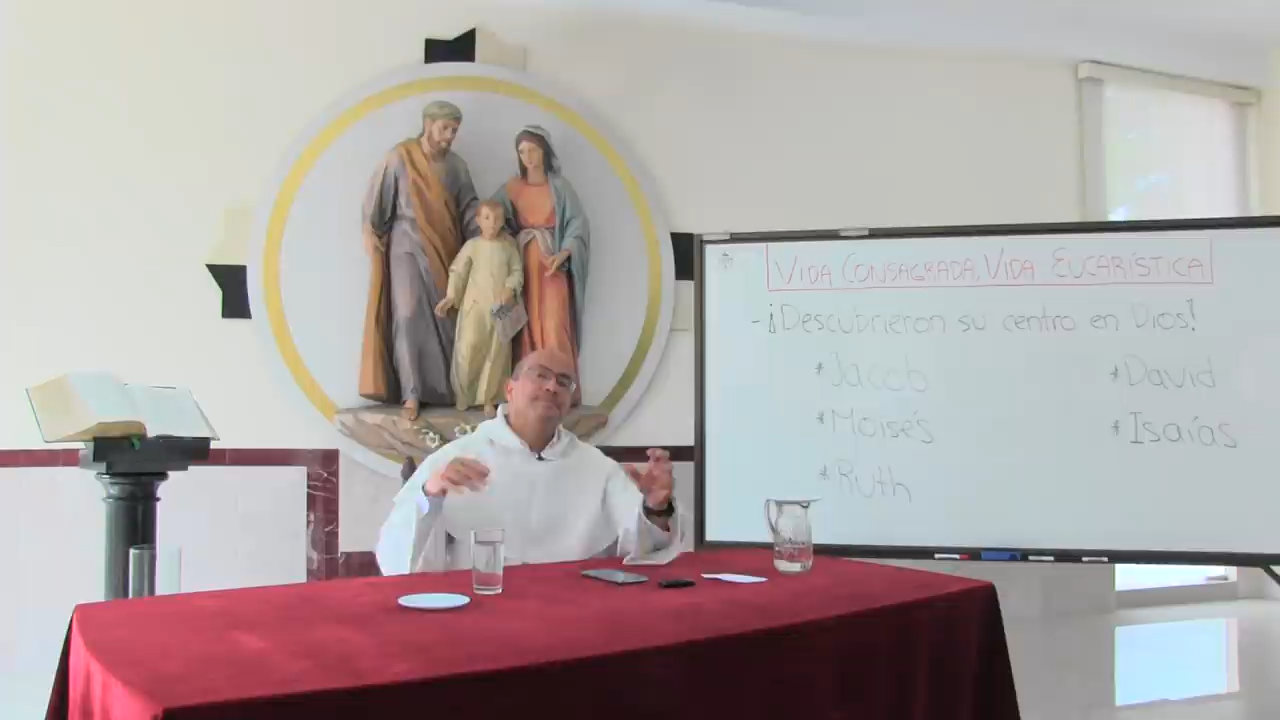 VIDA CONSAGRADA, VIDA EUCARÍSTICA
-¡Descubrieron su centro en Dios!
*Jacob *David
*Moisés *Isaías
*Ruth